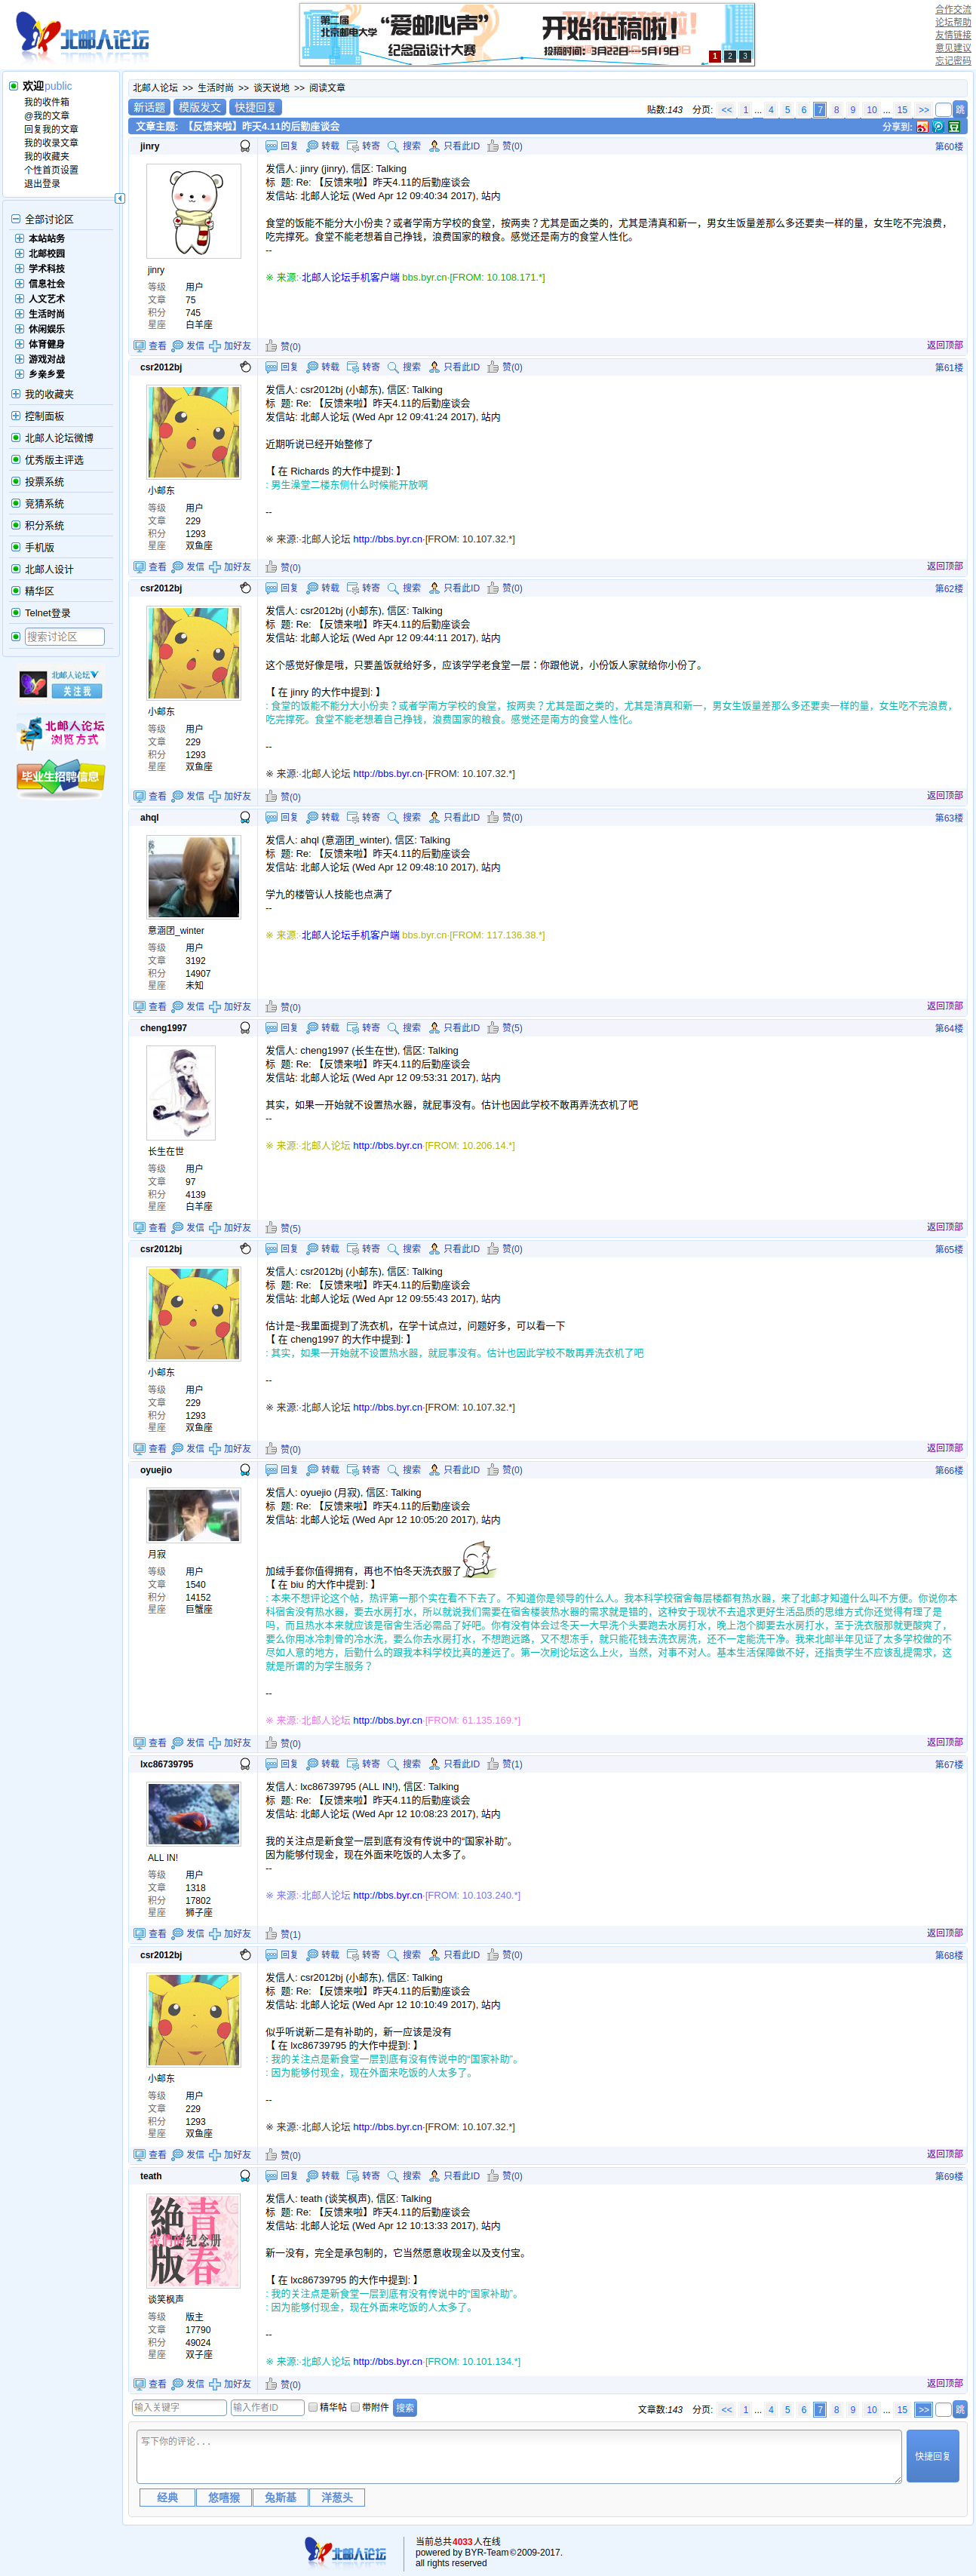 北邮人论坛
第二届
北京邮电大学
“爱邮心声”
纪念品设计大赛
开始征稿啦!
投稿时间: 3月22日-5月19日
1 2 3
合作交流
论坛帮助
友情链接
意见建议
忘记密码
欢迎public
我的收件箱
@我的文章
回复我的文章
我的收录文章
我的收藏夹
个性首页设置
退出登录
全部讨论区
本站站务
北邮校园
学术科技
信息社会
人文艺术
生活时尚
休闲娱乐
体育健身
游戏对战
乡亲乡爱
我的收藏夹
控制面板
北邮人论坛微博
优秀版主评选
投票系统
竞猜系统
积分系统
手机版
北邮人设计
精华区
Telnet登录
搜索讨论区
北邮人论坛
关注我
北邮人论坛
浏览方式
毕业生招聘信息
北邮人论坛 >> 生活时尚 >> 谈天说地 >> 阅读文章
新话题 模版发文 快捷回复
贴数:143 分页: << 1 ... 4 5 6 7 8 9 10 ... 15 >> 跳
文章主题: 【反馈来啦】昨天4.11的后勤座谈会
分享到:
jinry 回复 转载 转寄 搜索 只看此ID 赞(0) 第60楼
jinry
等级 用户
文章 75
积分 745
星座 白羊座
发信人: jinry (jinry), 信区: Talking
标 题: Re: 【反馈来啦】昨天4.11的后勤座谈会
发信站: 北邮人论坛 (Wed Apr 12 09:40:34 2017), 站内
食堂的饭能不能分大小份卖？或者学南方学校的食堂，按两卖？尤其是面之类的，尤其是清真和新一，男女生饭量差那么多还要卖一样的量，女生吃不完浪费，
吃完撑死。食堂不能老想着自己挣钱，浪费国家的粮食。感觉还是南方的食堂人性化。
--
※ 来源:·北邮人论坛手机客户端 bbs.byr.cn·[FROM: 10.108.171.*]
查看 发信 加好友 赞(0) 返回顶部
csr2012bj 回复 转载 转寄 搜索 只看此ID 赞(0) 第61楼
小邮东
等级 用户
文章 229
积分 1293
星座 双鱼座
发信人: csr2012bj (小邮东), 信区: Talking
标 题: Re: 【反馈来啦】昨天4.11的后勤座谈会
发信站: 北邮人论坛 (Wed Apr 12 09:41:24 2017), 站内
近期听说已经开始整修了
【 在 Richards 的大作中提到: 】
: 男生澡堂二楼东侧什么时候能开放啊
--
※ 来源:·北邮人论坛 http://bbs.byr.cn·[FROM: 10.107.32.*]
查看 发信 加好友 赞(0) 返回顶部
csr2012bj 回复 转载 转寄 搜索 只看此ID 赞(0) 第62楼
小邮东
等级 用户
文章 229
积分 1293
星座 双鱼座
发信人: csr2012bj (小邮东), 信区: Talking
标 题: Re: 【反馈来啦】昨天4.11的后勤座谈会
发信站: 北邮人论坛 (Wed Apr 12 09:44:11 2017), 站内
这个感觉好像是哦，只要盖饭就给好多，应该学学老食堂一层：你跟他说，小份饭人家就给你小份了。
【 在 jinry 的大作中提到: 】
: 食堂的饭能不能分大小份卖？或者学南方学校的食堂，按两卖？尤其是面之类的，尤其是清真和新一，男女生饭量差那么多还要卖一样的量，女生吃不完浪费，
吃完撑死。食堂不能老想着自己挣钱，浪费国家的粮食。感觉还是南方的食堂人性化。
--
※ 来源:·北邮人论坛 http://bbs.byr.cn·[FROM: 10.107.32.*]
查看 发信 加好友 赞(0) 返回顶部
ahql 回复 转载 转寄 搜索 只看此ID 赞(0) 第63楼
意涵团_winter
等级 用户
文章 3192
积分 14907
星座 未知
发信人: ahql (意涵团_winter), 信区: Talking
标 题: Re: 【反馈来啦】昨天4.11的后勤座谈会
发信站: 北邮人论坛 (Wed Apr 12 09:48:10 2017), 站内
学九的楼管认人技能也点满了
--
※ 来源:·北邮人论坛手机客户端 bbs.byr.cn·[FROM: 117.136.38.*]
查看 发信 加好友 赞(0) 返回顶部
cheng1997 回复 转载 转寄 搜索 只看此ID 赞(5) 第64楼
长生在世
等级 用户
文章 97
积分 4139
星座 白羊座
发信人: cheng1997 (长生在世), 信区: Talking
标 题: Re: 【反馈来啦】昨天4.11的后勤座谈会
发信站: 北邮人论坛 (Wed Apr 12 09:53:31 2017), 站内
其实，如果一开始就不设置热水器，就屁事没有。估计也因此学校不敢再弄洗衣机了吧
--
※ 来源:·北邮人论坛 http://bbs.byr.cn·[FROM: 10.206.14.*]
查看 发信 加好友 赞(5) 返回顶部
csr2012bj 回复 转载 转寄 搜索 只看此ID 赞(0) 第65楼
小邮东
等级 用户
文章 229
积分 1293
星座 双鱼座
发信人: csr2012bj (小邮东), 信区: Talking
标 题: Re: 【反馈来啦】昨天4.11的后勤座谈会
发信站: 北邮人论坛 (Wed Apr 12 09:55:43 2017), 站内
估计是~我里面提到了洗衣机，在学十试点过，问题好多，可以看一下
【 在 cheng1997 的大作中提到: 】
: 其实，如果一开始就不设置热水器，就屁事没有。估计也因此学校不敢再弄洗衣机了吧
--
※ 来源:·北邮人论坛 http://bbs.byr.cn·[FROM: 10.107.32.*]
查看 发信 加好友 赞(0) 返回顶部
oyuejio 回复 转载 转寄 搜索 只看此ID 赞(0) 第66楼
月寂
等级 用户
文章 1540
积分 14152
星座 巨蟹座
发信人: oyuejio (月寂), 信区: Talking
标 题: Re: 【反馈来啦】昨天4.11的后勤座谈会
发信站: 北邮人论坛 (Wed Apr 12 10:05:20 2017), 站内
加绒手套你值得拥有，再也不怕冬天洗衣服了
【 在 biu 的大作中提到: 】
: 本来不想评论这个帖，热评第一那个实在看不下去了。不知道你是领导的什么人。我本科学校宿舍每层楼都有热水器，来了北邮才知道什么叫不方便。你说你本
科宿舍没有热水器，要去水房打水，所以就说我们需要在宿舍楼装热水器的需求就是错的，这种安于现状不去追求更好生活品质的思维方式你还觉得有理了是
吗，而且热水本来就应该是宿舍生活必需品了好吧。你有没有体会过冬天一大早洗个头要跑去水房打水，晚上泡个脚要去水房打水，至于洗衣服那就更酸爽了，
要么你用冰冷刺骨的冷水洗，要么你去水房打水，不想跑远路，又不想冻手，就只能花钱去洗衣房洗，还不一定能洗干净。我来北邮半年见证了太多学校做的不
尽如人意的地方，后勤什么的跟我本科学校比真的差远了。第一次刷论坛这么上火，当然，对事不对人。基本生活保障做不好，还指责学生不应该乱提需求，这
就是所谓的为学生服务？
--
※ 来源:·北邮人论坛 http://bbs.byr.cn·[FROM: 61.135.169.*]
查看 发信 加好友 赞(0) 返回顶部
lxc86739795 回复 转载 转寄 搜索 只看此ID 赞(1) 第67楼
ALL IN!
等级 用户
文章 1318
积分 17802
星座 狮子座
发信人: lxc86739795 (ALL IN!), 信区: Talking
标 题: Re: 【反馈来啦】昨天4.11的后勤座谈会
发信站: 北邮人论坛 (Wed Apr 12 10:08:23 2017), 站内
我的关注点是新食堂一层到底有没有传说中的“国家补助”。
因为能够付现金，现在外面来吃饭的人太多了。
--
※ 来源:·北邮人论坛 http://bbs.byr.cn·[FROM: 10.103.240.*]
查看 发信 加好友 赞(1) 返回顶部
csr2012bj 回复 转载 转寄 搜索 只看此ID 赞(0) 第68楼
小邮东
等级 用户
文章 229
积分 1293
星座 双鱼座
发信人: csr2012bj (小邮东), 信区: Talking
标 题: Re: 【反馈来啦】昨天4.11的后勤座谈会
发信站: 北邮人论坛 (Wed Apr 12 10:10:49 2017), 站内
似乎听说新二是有补助的，新一应该是没有
【 在 lxc86739795 的大作中提到: 】
: 我的关注点是新食堂一层到底有没有传说中的“国家补助”。
: 因为能够付现金，现在外面来吃饭的人太多了。
--
※ 来源:·北邮人论坛 http://bbs.byr.cn·[FROM: 10.107.32.*]
查看 发信 加好友 赞(0) 返回顶部
teath 回复 转载 转寄 搜索 只看此ID 赞(0) 第69楼
絶版青春
我們的纪念册
谈笑枫声
等级 版主
文章 17790
积分 49024
星座 双子座
发信人: teath (谈笑枫声), 信区: Talking
标 题: Re: 【反馈来啦】昨天4.11的后勤座谈会
发信站: 北邮人论坛 (Wed Apr 12 10:13:33 2017), 站内
新一没有，完全是承包制的，它当然愿意收现金以及支付宝。
【 在 lxc86739795 的大作中提到: 】
: 我的关注点是新食堂一层到底有没有传说中的“国家补助”。
: 因为能够付现金，现在外面来吃饭的人太多了。
--
※ 来源:·北邮人论坛 http://bbs.byr.cn·[FROM: 10.101.134.*]
查看 发信 加好友 赞(0) 返回顶部
输入关键字 输入作者ID 精华帖 带附件 搜索
文章数:143 分页: << 1 ... 4 5 6 7 8 9 10 ... 15 >> 跳
写下你的评论...
快捷回复
经典 悠嘻猴 兔斯基 洋葱头
北邮人论坛
当前总共4033人在线
powered by BYR-Team©2009-2017.
all rights reserved